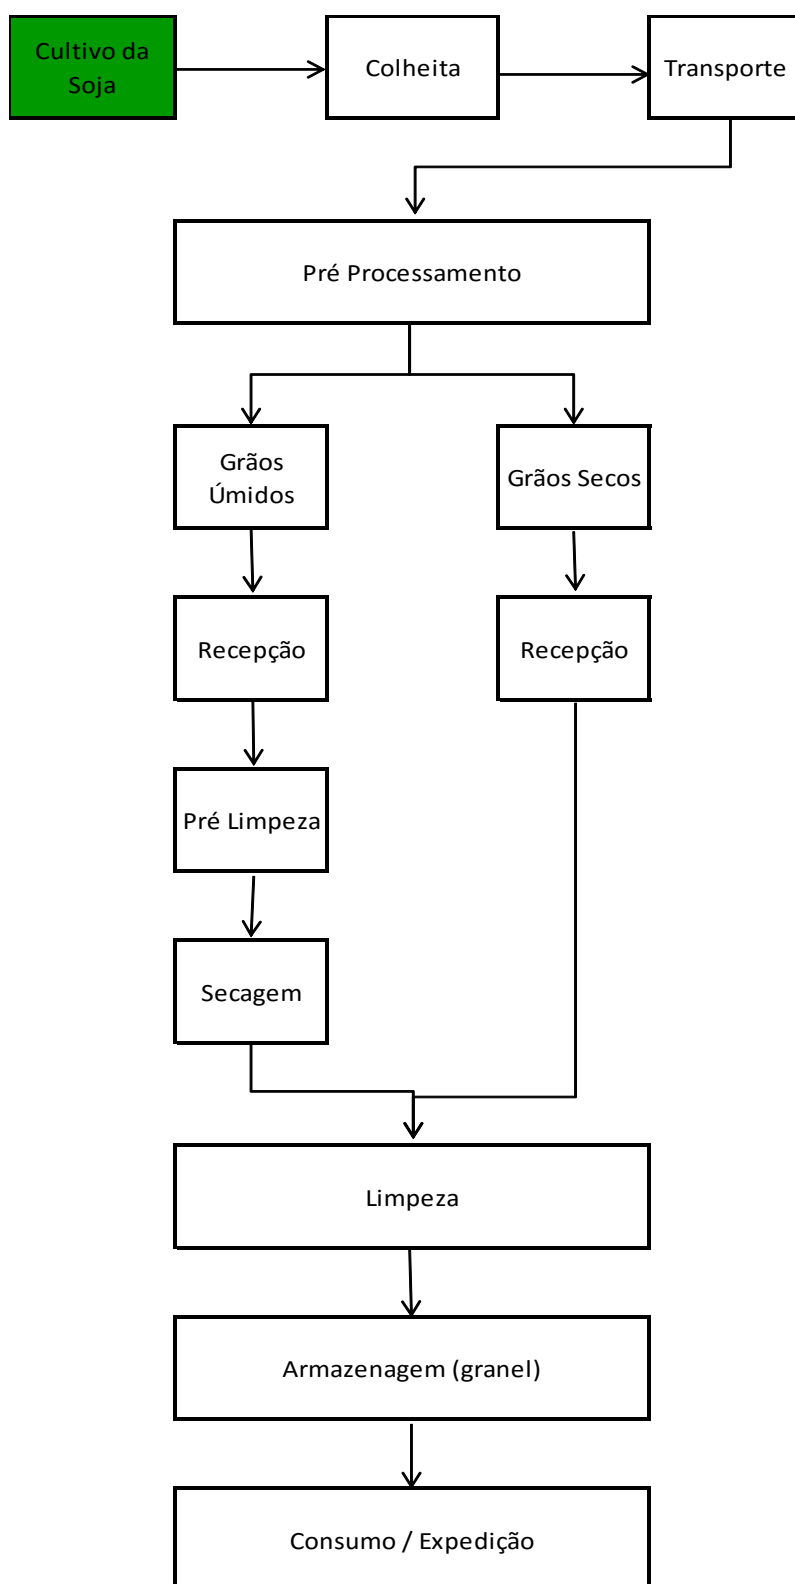 Cultivo da
Soja
Colheita
Transporte
Pré Processamento
Grãos
Úmidos
Grãos Secos
Recepção
Recepção
Pré Limpeza
Secagem
Limpeza
Armazenagem (granel)
Consumo / Expedição